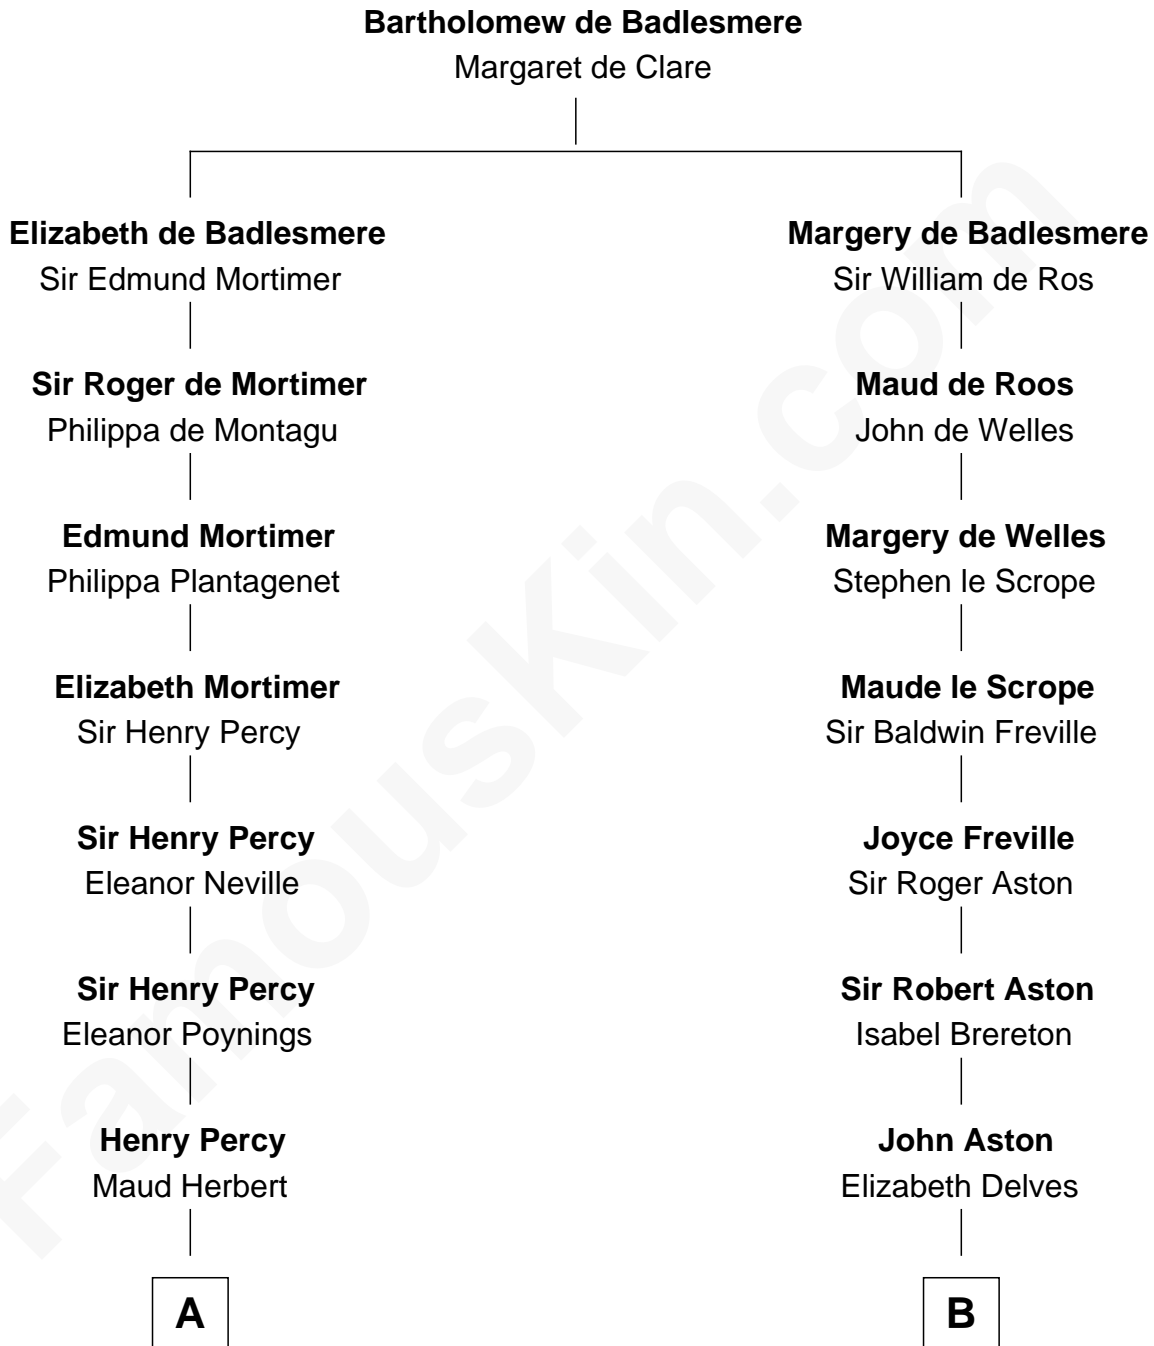 Bartholomew de Badlesmere
Margaret de Clare
Elizabeth de Badlesmere
Sir Edmund Mortimer
Margery de Badlesmere
Sir William de Ros
Sir Roger de Mortimer
Philippa de Montagu
Maud de Roos
John de Welles
Edmund Mortimer
Philippa Plantagenet
Margery de Welles
Stephen le Scrope
Elizabeth Mortimer
Sir Henry Percy
Maude le Scrope
Sir Baldwin Freville
Sir Henry Percy
Eleanor Neville
Joyce Freville
Sir Roger Aston
Sir Henry Percy
Eleanor Poynings
Sir Robert Aston
Isabel Brereton
Henry Percy
Maud Herbert
John Aston
Elizabeth Delves
A
B
FamousKin.com